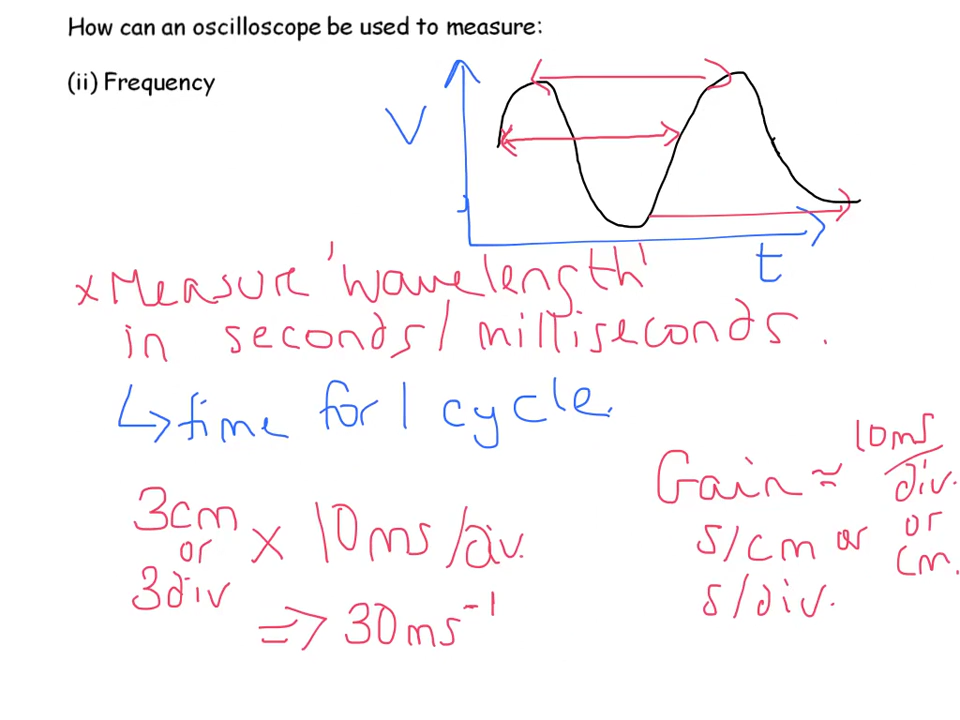 How can an oscilloscope be used to measure:
(ii) Frequency
V
t
x Measure 'wavelength'
in seconds/milliseconds.
↳ time for 1 cycle.
3cm
or
3div
x 10ms/div.
=> 30ms⁻¹
Gain ≈ 10ms/div.
or
cm.
s/cm or
s/div.